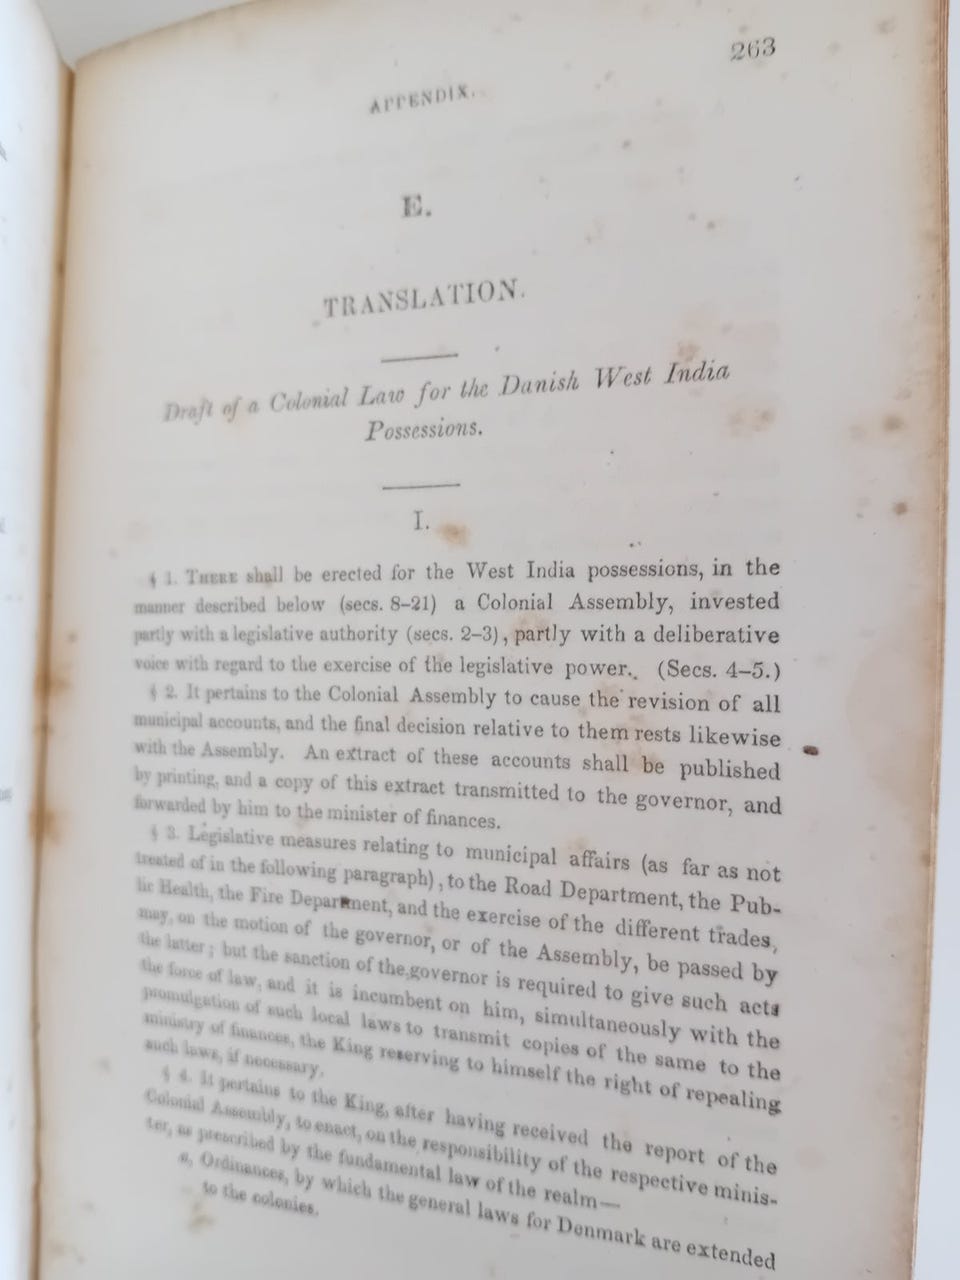 263
APPENDIX.
E.
TRANSLATION.
Draft of a Colonial Law for the Danish West India
Possessions.
I.
§ 1. THERE shall be erected for the West India possessions, in the
manner described below (secs. 8–21) a Colonial Assembly, invested
partly with a legislative authority (secs. 2–3), partly with a deliberative
voice with regard to the exercise of the legislative power. (Secs. 4–5.)
§ 2. It pertains to the Colonial Assembly to cause the revision of all
municipal accounts, and the final decision relative to them rests likewise
with the Assembly. An extract of these accounts shall be published
by printing, and a copy of this extract transmitted to the governor, and
forwarded by him to the minister of finances.
§ 3. Legislative measures relating to municipal affairs (as far as not
treated of in the following paragraph), to the Road Department, the Pub-
lic Health, the Fire Department, and the exercise of the different trades,
may, on the motion of the governor, or of the Assembly, be passed by
the latter; but the sanction of the governor is required to give such acts
the force of law, and it is incumbent on him, simultaneously with the
promulgation of such local laws to transmit copies of the same to the
ministry of finances, the King reserving to himself the right of repealing
such laws, if necessary.
§ 4. It pertains to the King, after having received the report of the
Colonial Assembly, to enact, on the responsibility of the respective minis-
ter, as prescribed by the fundamental law of the realm—
a, Ordinances, by which the general laws for Denmark are extended
to the colonies.